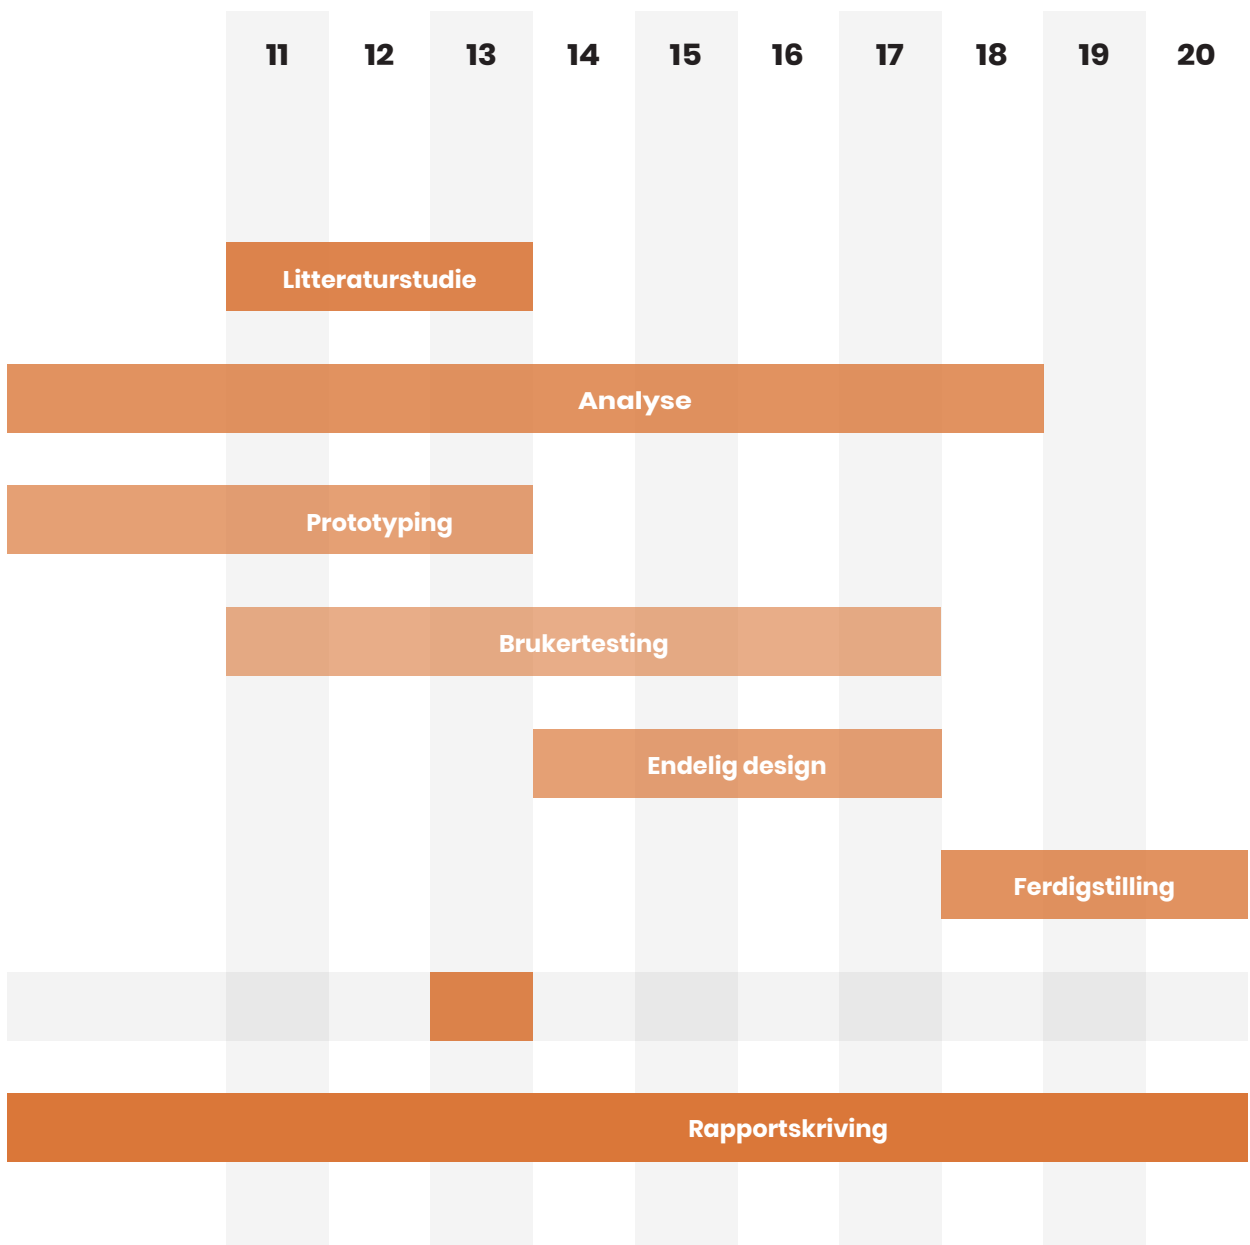 11 12 13 14 15 16 17 18 19 20
Litteraturstudie
Analyse
Prototyping
Brukertesting
Endelig design
Ferdigstilling
Rapportskriving